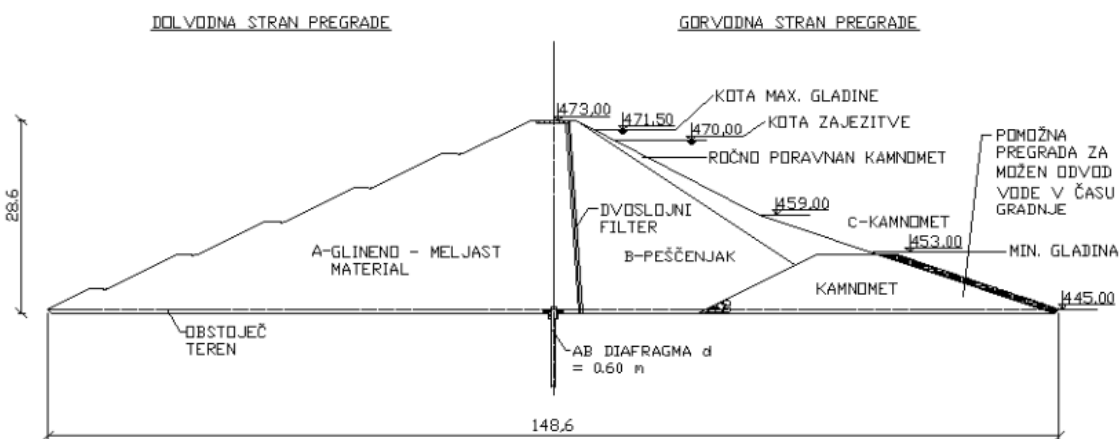 DOLVODNA STRAN PREGRADE
GORVODNA STRAN PREGRADE
473,00
KOTA MAX. GLADINE
471,50
KOTA ZAJEZITVE
470,00
ROČNO PORAVNAN KAMNOMET
POMOŽNA
PREGRADA ZA
MOŽEN ODVOD
VODE V ČASU
GRADNJE
28,6
DVOSLOJNI
FILTER
459,00
C-KAMNOMET
A-GLINENO - MELJAST
MATERIAL
B-PEŠČENJAK
453,00
MIN. GLADINA
KAMNOMET
445,00
OBSTOJEČ
TEREN
AB DIAFRAGMA d
= 0.60 m
148,6